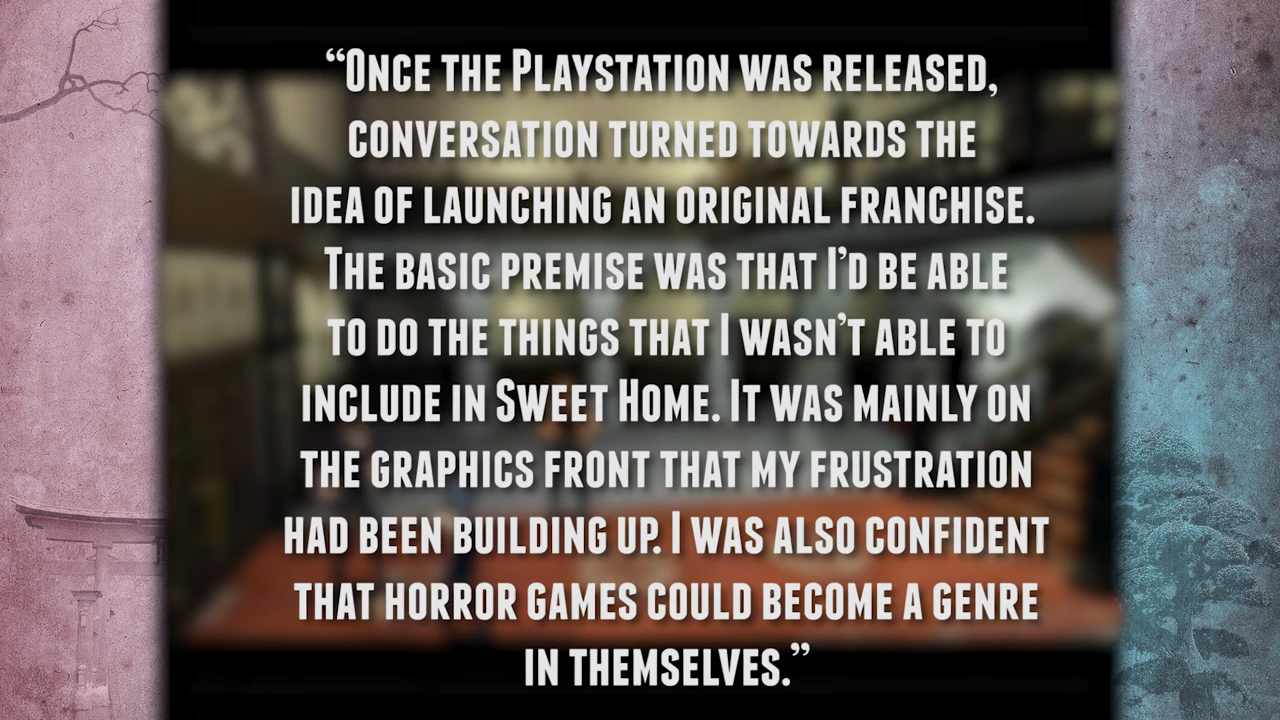 “Once the Playstation was released,
conversation turned towards the
idea of launching an original franchise.
The basic premise was that I’d be able
to do the things that I wasn’t able to
include in Sweet Home. It was mainly on
the graphics front that my frustration
had been building up. I was also confident
that horror games could become a genre
in themselves.”